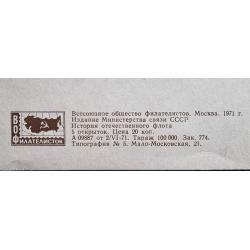 ВОФ
ФИЛАТЕЛИСТОВ
Всесоюзное общество филателистов. Москва. 1971 г.
Издание Министерства связи СССР
История отечественного флота
5 открыток. Цена 20 коп.
А 09887 от 2/VI-71. Тираж 100 000. Зак. 774.
Типография № 5. Мало-Московская, 21.